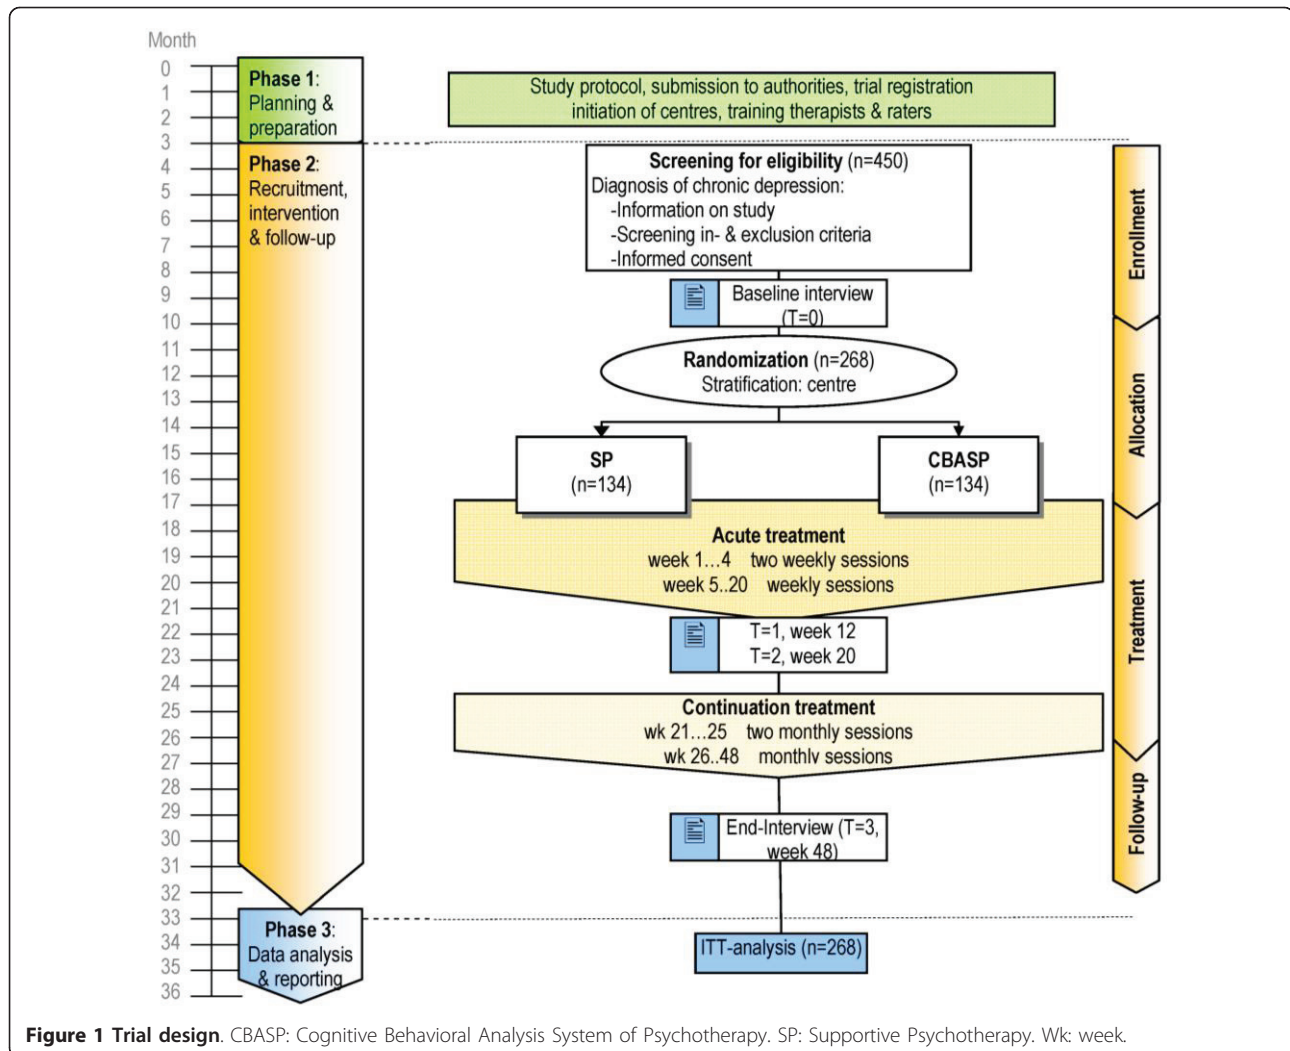 Month
0
1
2
3
4
5
6
7
8
9
10
11
12
13
14
15
16
17
18
19
20
21
22
23
24
25
26
27
28
29
30
31
32
33
34
35
36
Phase 1:
Planning &
preparation
Study protocol, submission to authorities, trial registration
initiation of centres, training therapists & raters
Phase 2:
Recruitment,
intervention
& follow-up
Screening for eligibility (n=450)
Diagnosis of chronic depression:
-Information on study
-Screening in- & exclusion criteria
-Informed consent
Baseline interview
(T=0)
Randomization (n=268)
Stratification: centre
SP
(n=134)
CBASP
(n=134)
Acute treatment
week 1...4 two weekly sessions
week 5..20 weekly sessions
T=1, week 12
T=2, week 20
Continuation treatment
wk 21...25 two monthly sessions
wk 26..48 monthly sessions
End-Interview (T=3,
week 48)
Enrollment
Allocation
Treatment
Follow-up
Phase 3:
Data analysis
& reporting
ITT-analysis (n=268)
Figure 1 Trial design. CBASP: Cognitive Behavioral Analysis System of Psychotherapy. SP: Supportive Psychotherapy. Wk: week.